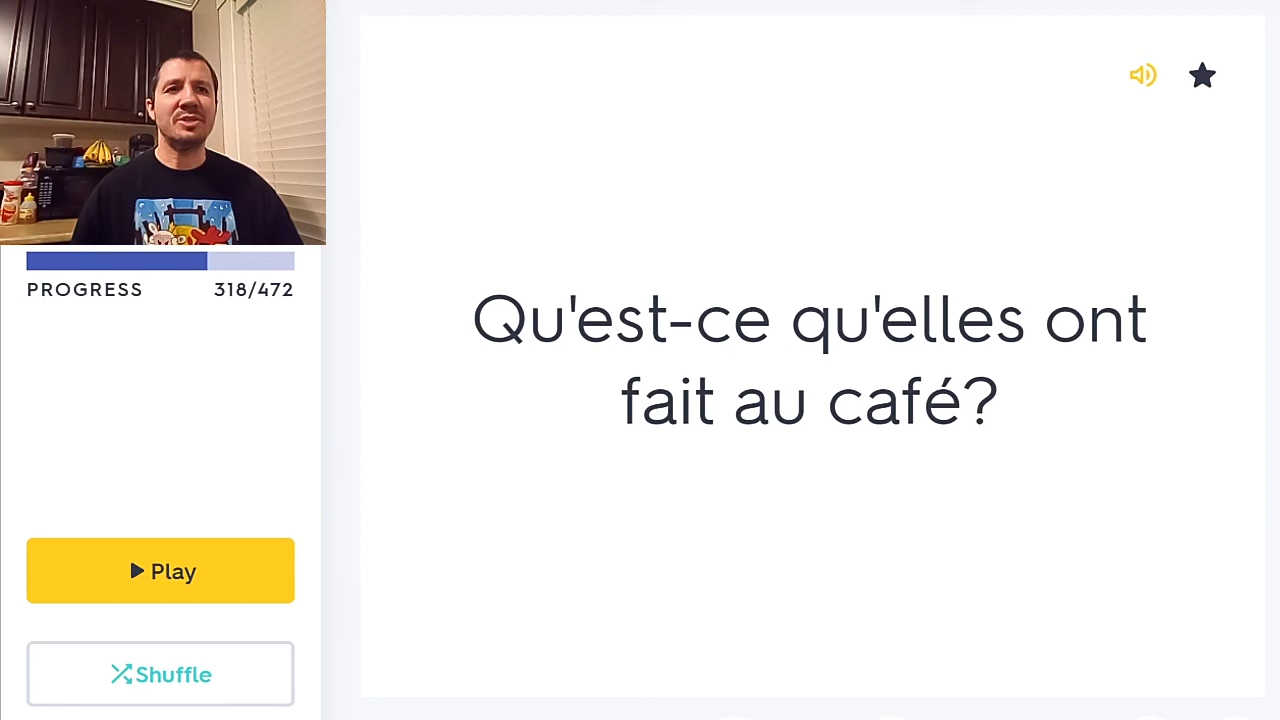 PROGRESS 318/472
Play
Shuffle
Qu'est-ce qu'elles ont
fait au café?